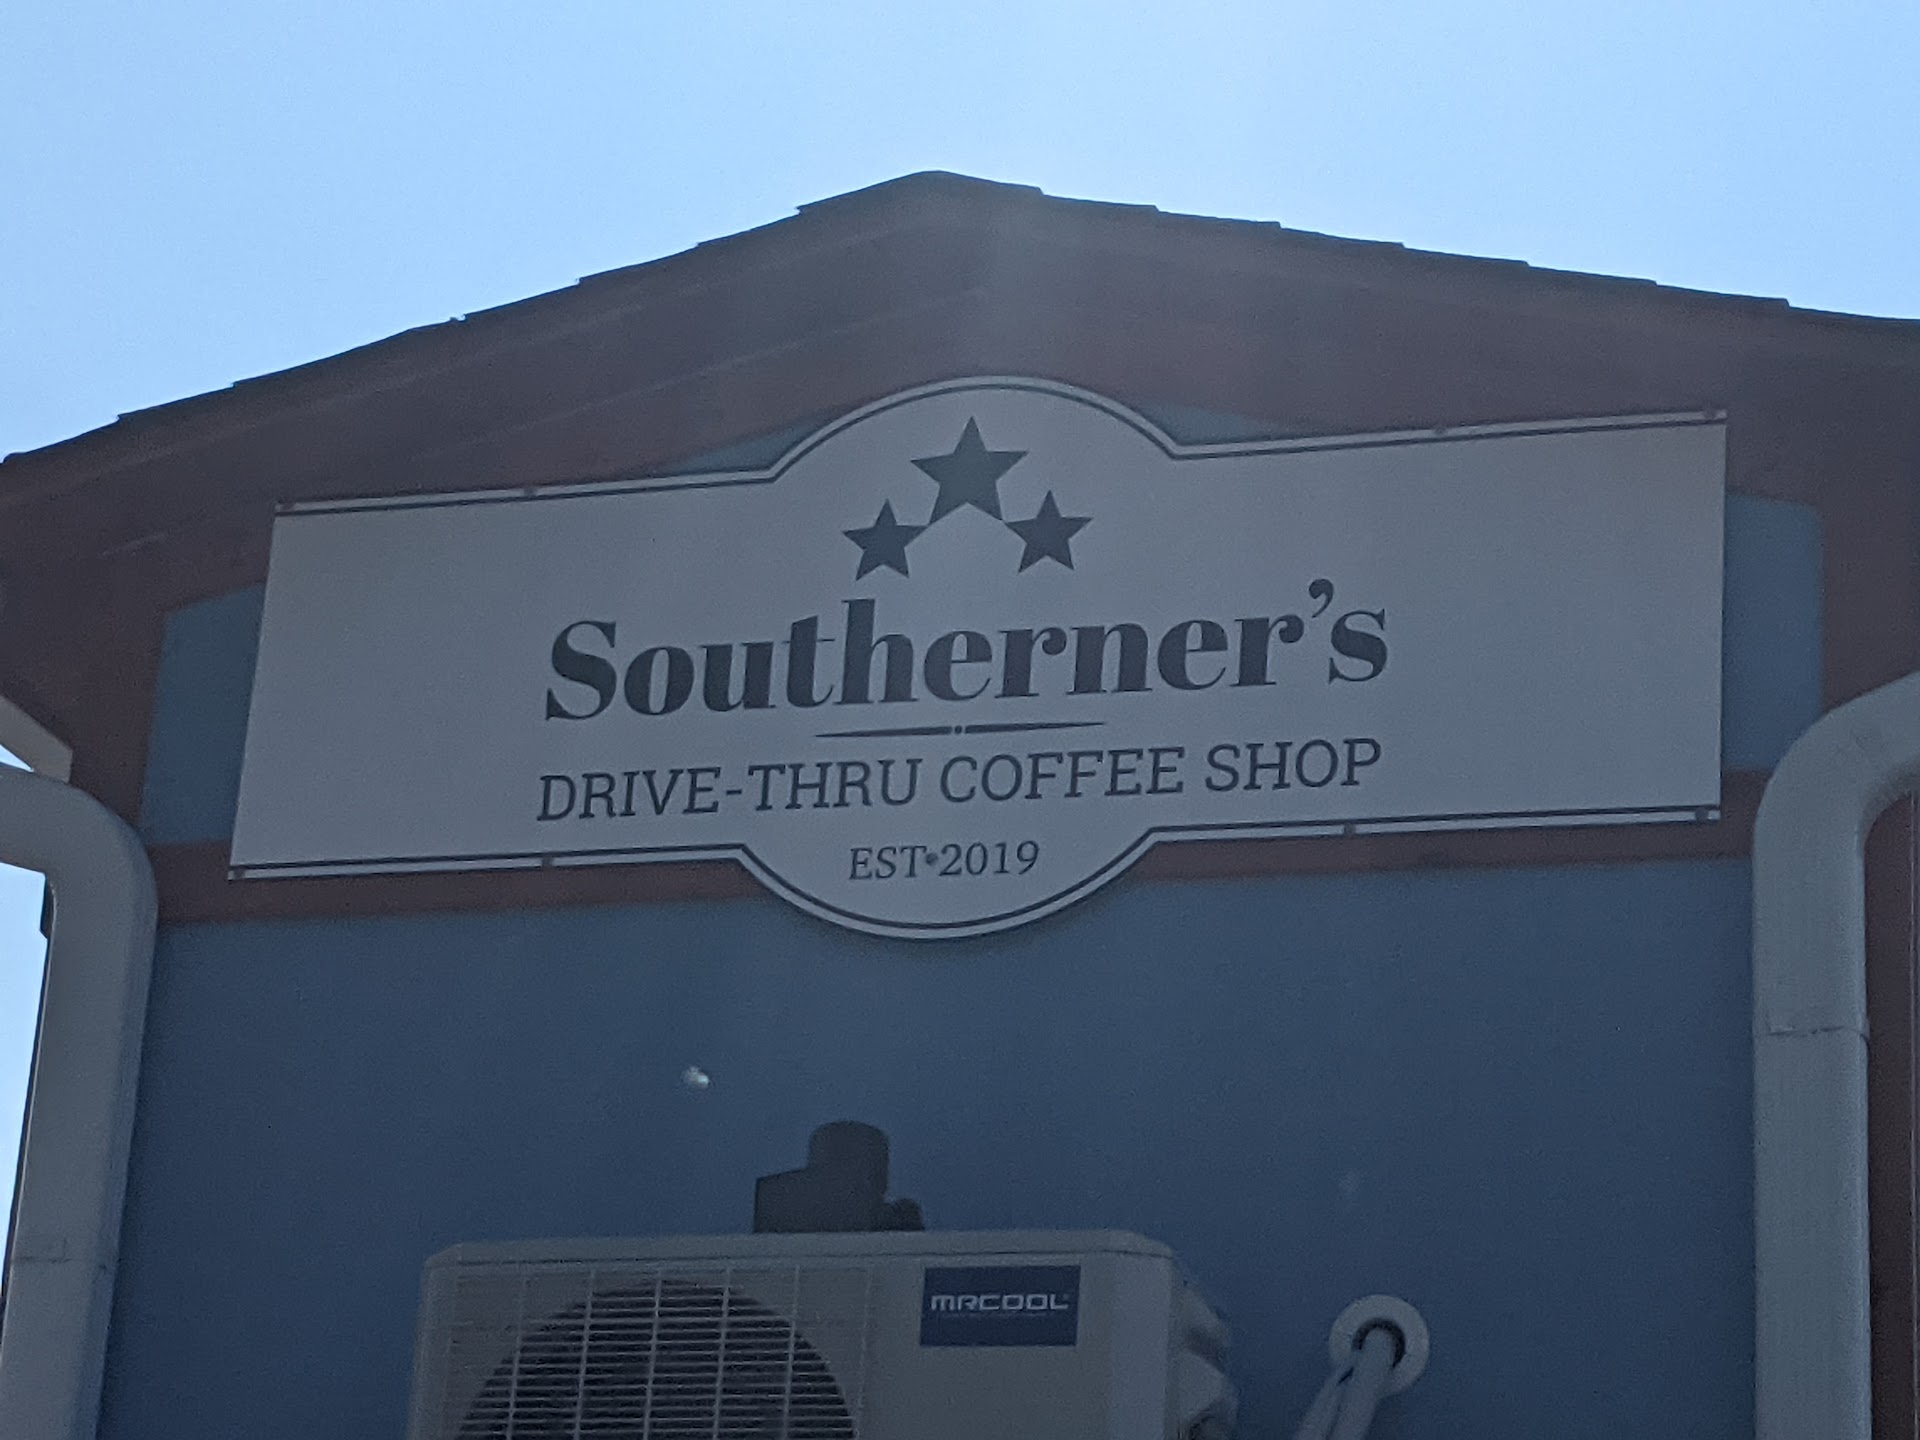 Southerner's
DRIVE-THRU COFFEE SHOP
EST•2019
MRCOOL